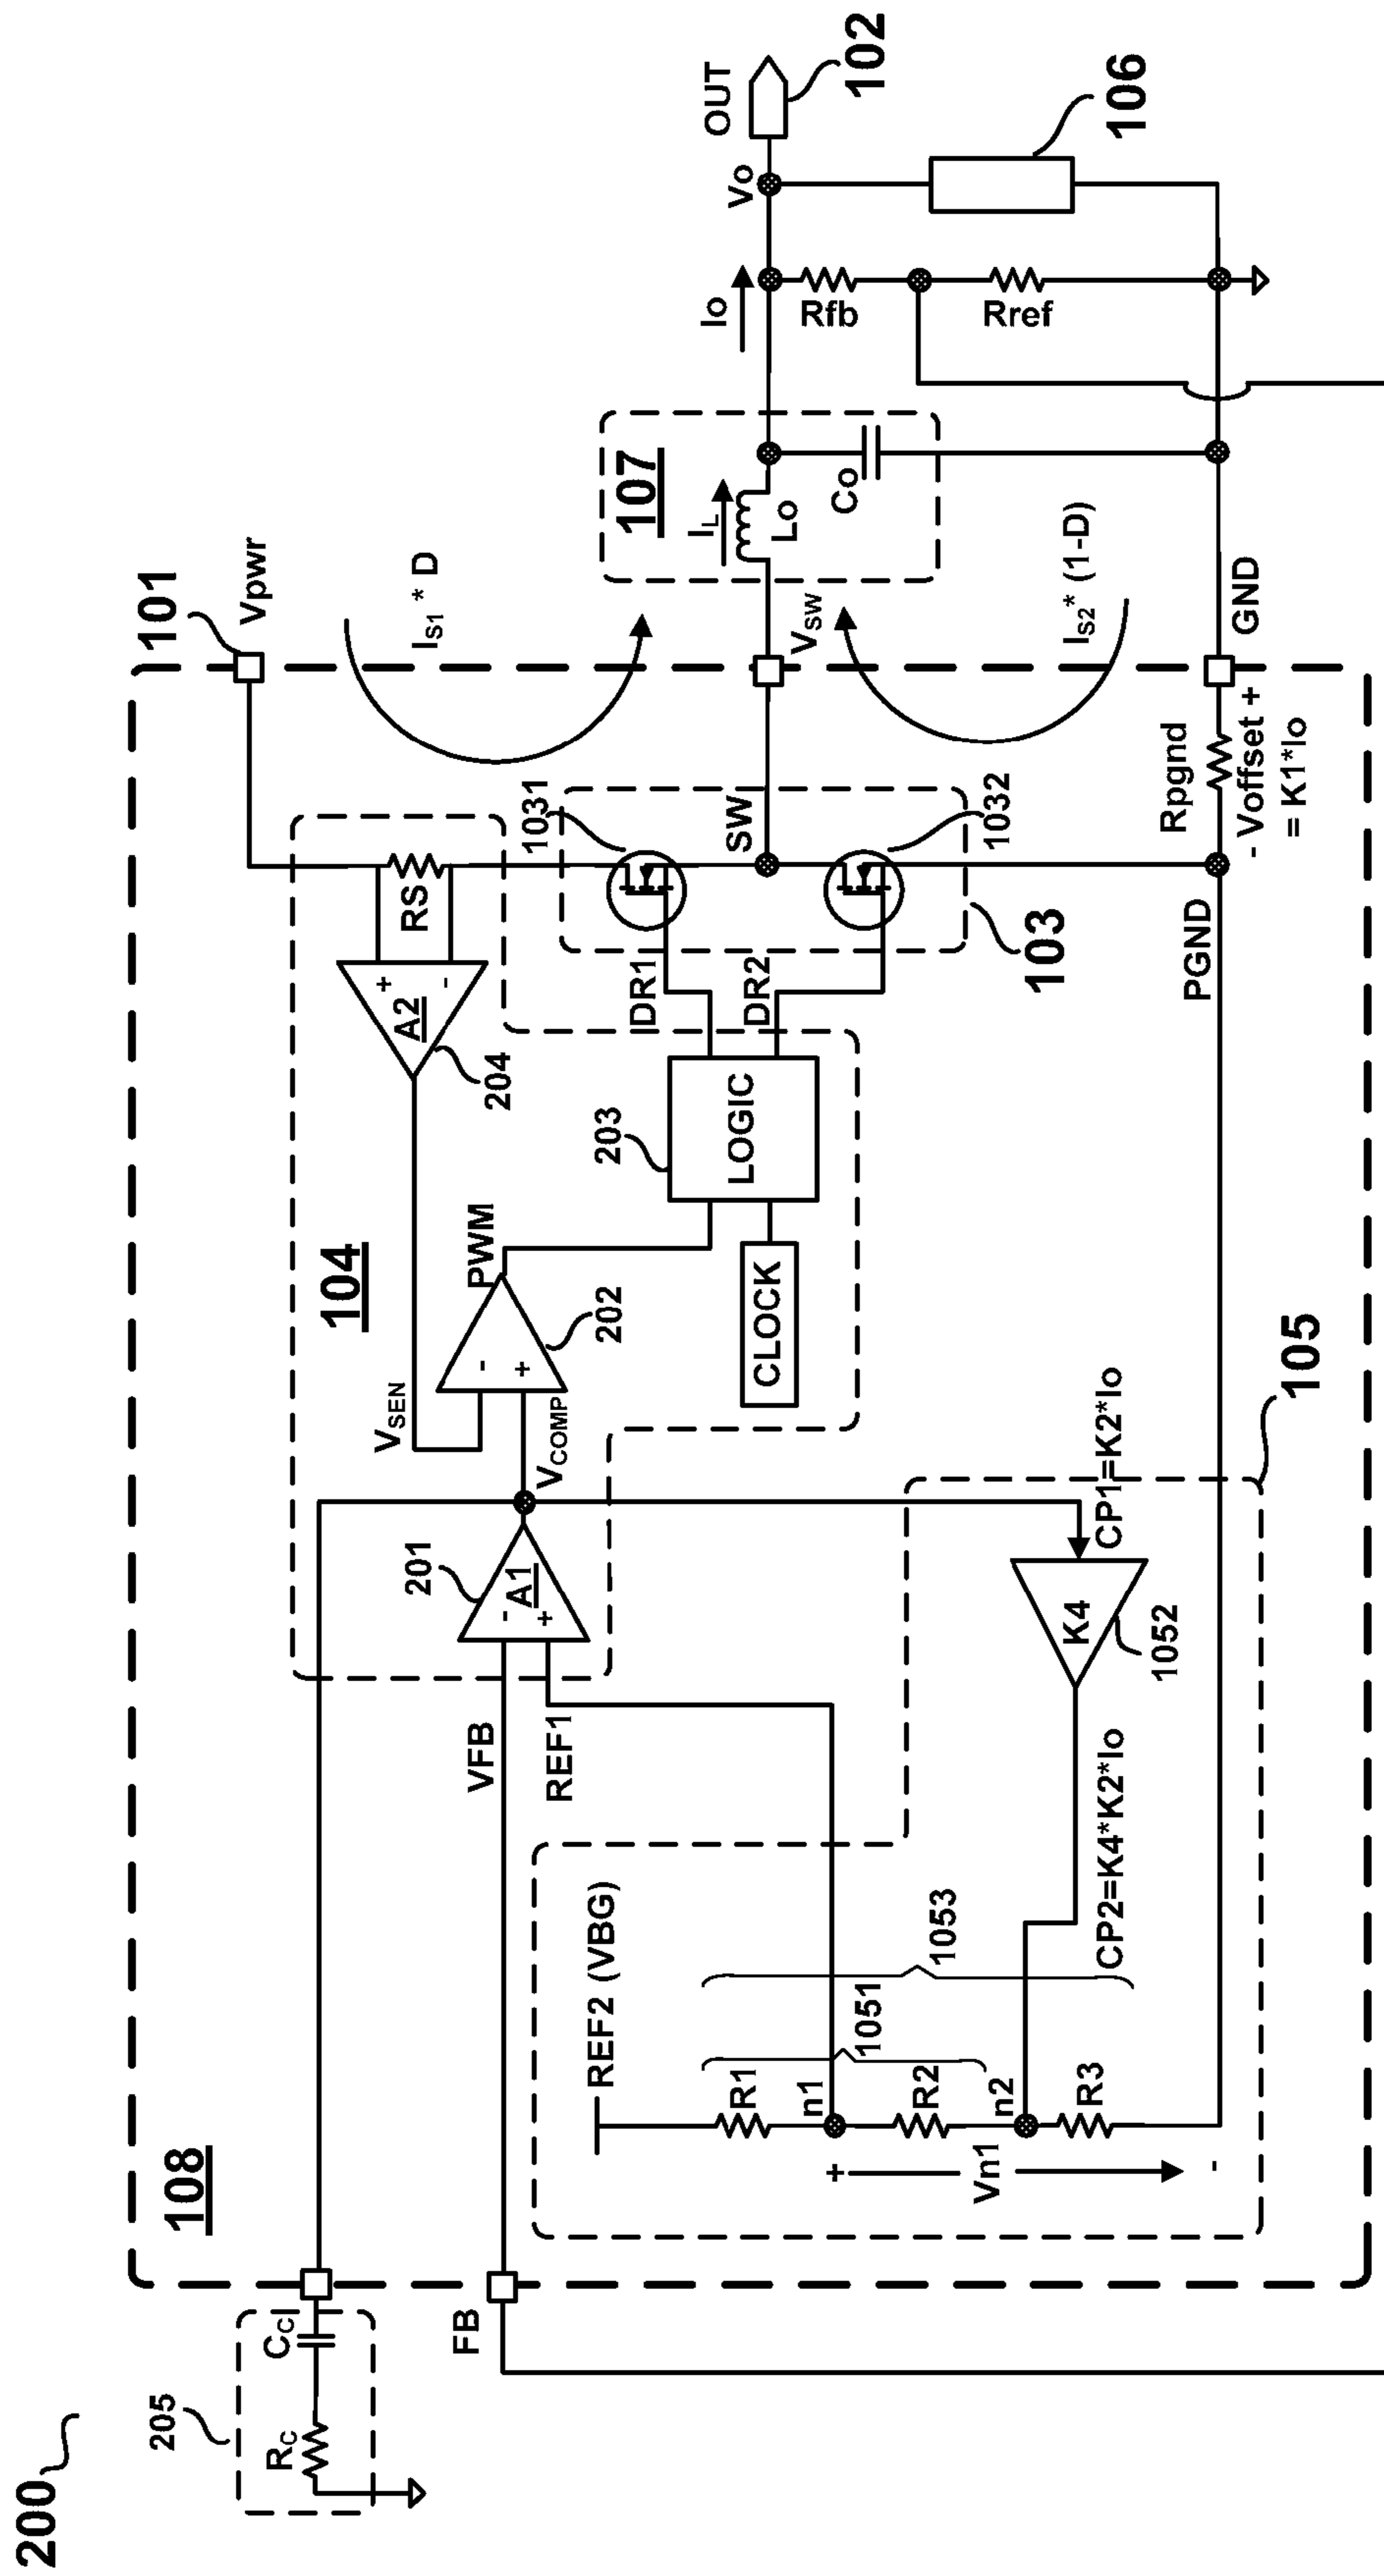 200
205
RC
CC
108
FB
VFB
REF1
REF2 (VBG)
R1
n1
R2
n2
R3
+
Vn1
-
1051
1053
CP2=K4*K2*Io
K4
1052
CP1=K2*Io
105
201
A1
-
+
VCOMP
VSEN
104
PWM
-
+
202
CLOCK
203
LOGIC
204
A2
+
-
RS
DR1
DR2
103
1031
1032
SW
PGND
Rpgnd
- Voffset +
= K1*Io
GND
VSW
101
Vpwr
IS1 * D
IS2* (1-D)
107
IL
Lo
Co
Io
Rfb
Rref
Vo
OUT
102
106